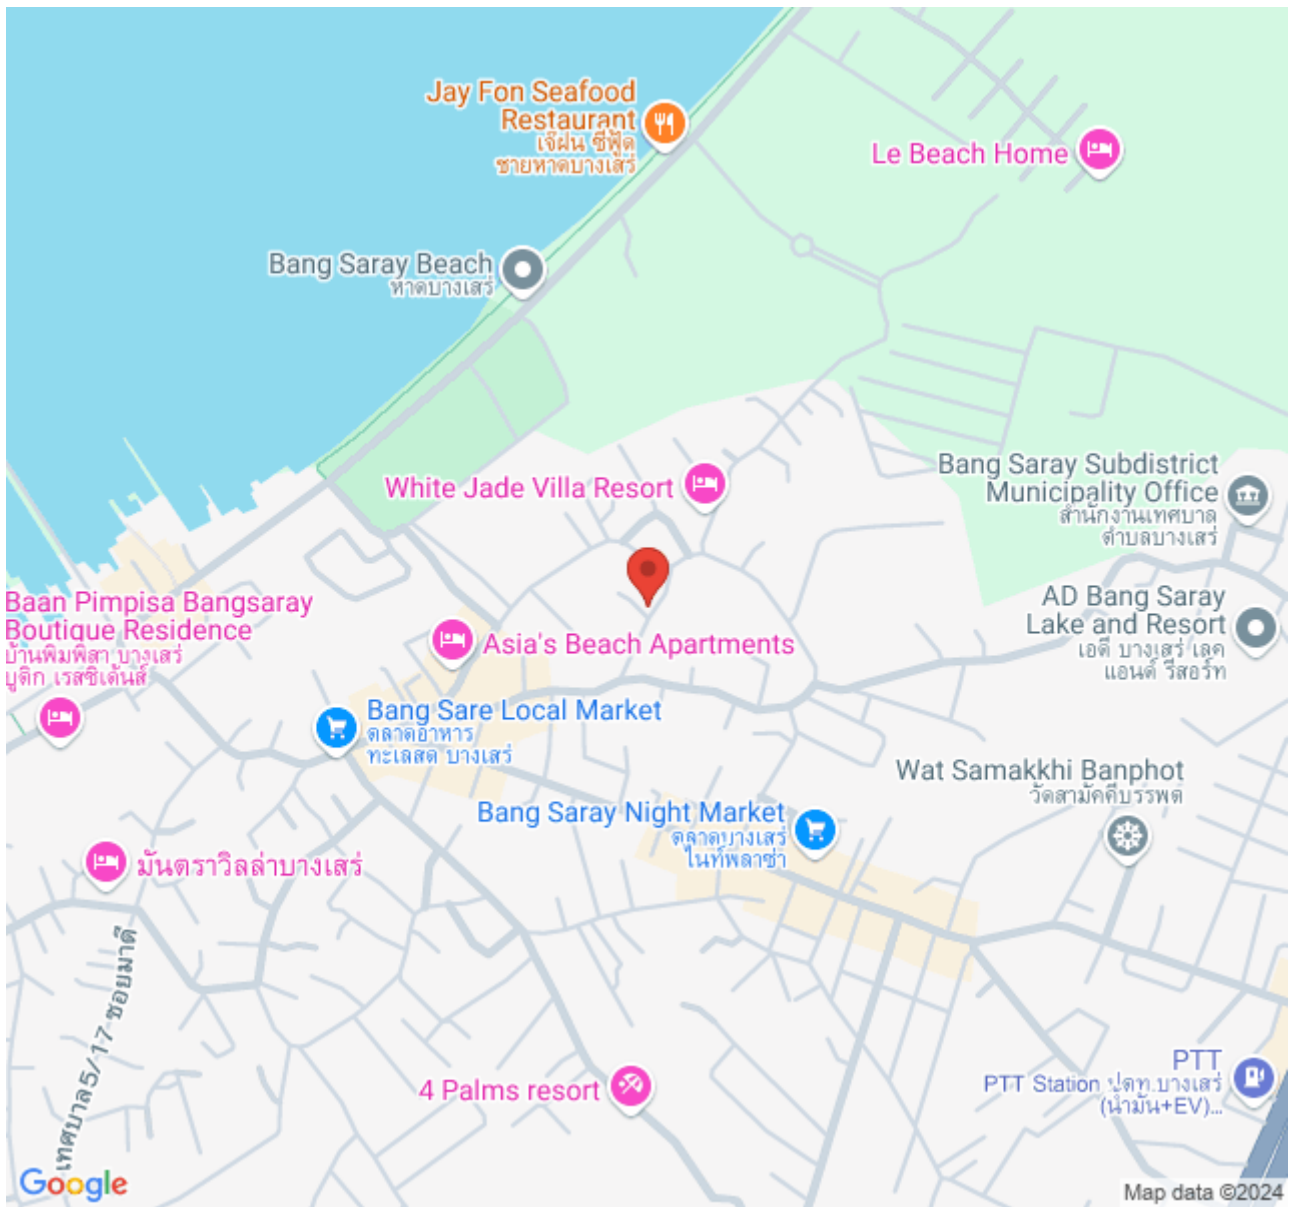 Jay Fon Seafood
Restaurant
เจ๊ฝน ซีฟู้ด
ชายหาดบางเสร่
Le Beach Home
Bang Saray Beach
หาดบางเสร่
White Jade Villa Resort
Bang Saray Subdistrict
Municipality Office
สำนักงานเทศบาล
ตำบลบางเสร่
Baan Pimpisa Bangsaray
Boutique Residence
บ้านพิมพิสา บางเสร่
บูติก เรสซิเด้นส์
AD Bang Saray
Lake and Resort
เอดี บางเสร่ เลค
แอนด์ รีสอร์ท
Asia's Beach Apartments
Bang Sare Local Market
ตลาดอาหาร
ทะเลสด บางเสร่
Wat Samakkhi Banphot
วัดสามัคคีบรรพต
Bang Saray Night Market
ตลาดบางเสร่
ไนท์พลาซ่า
มันตราวิลล่าบางเสร่
เทศบาล5/17-ซอยมาดี
4 Palms resort
PTT
PTT Station ปตท.บางเสร่
(น้ำมัน+EV)...
Google
Map data ©2024